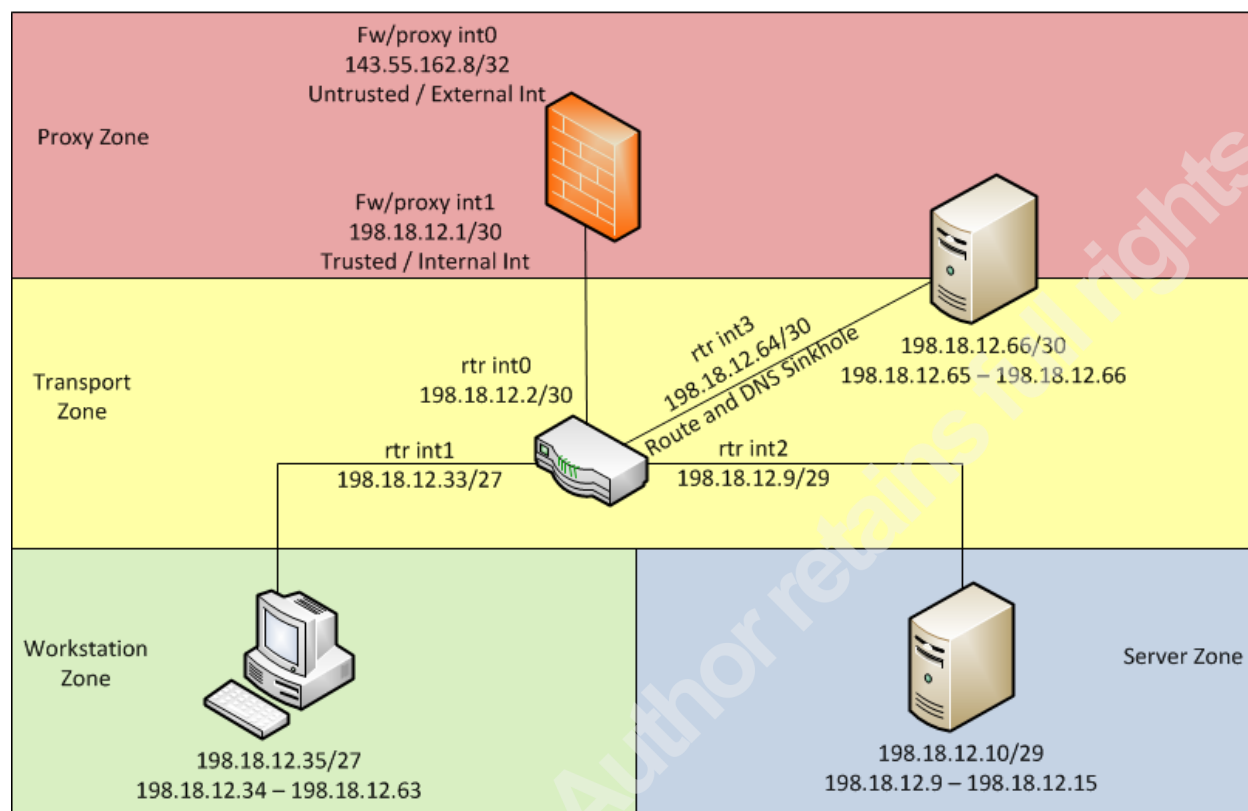 Fw/proxy int0
143.55.162.8/32
Untrusted / External Int
Proxy Zone
Fw/proxy int1
198.18.12.1/30
Trusted / Internal Int
rtr int3
198.18.12.64/30
Route and DNS Sinkhole
198.18.12.66/30
198.18.12.65 – 198.18.12.66
Transport
Zone
rtr int0
198.18.12.2/30
rtr int1
198.18.12.33/27
rtr int2
198.18.12.9/29
Workstation
Zone
198.18.12.35/27
198.18.12.34 – 198.18.12.63
Server Zone
198.18.12.10/29
198.18.12.9 – 198.18.12.15
Author retains full rights